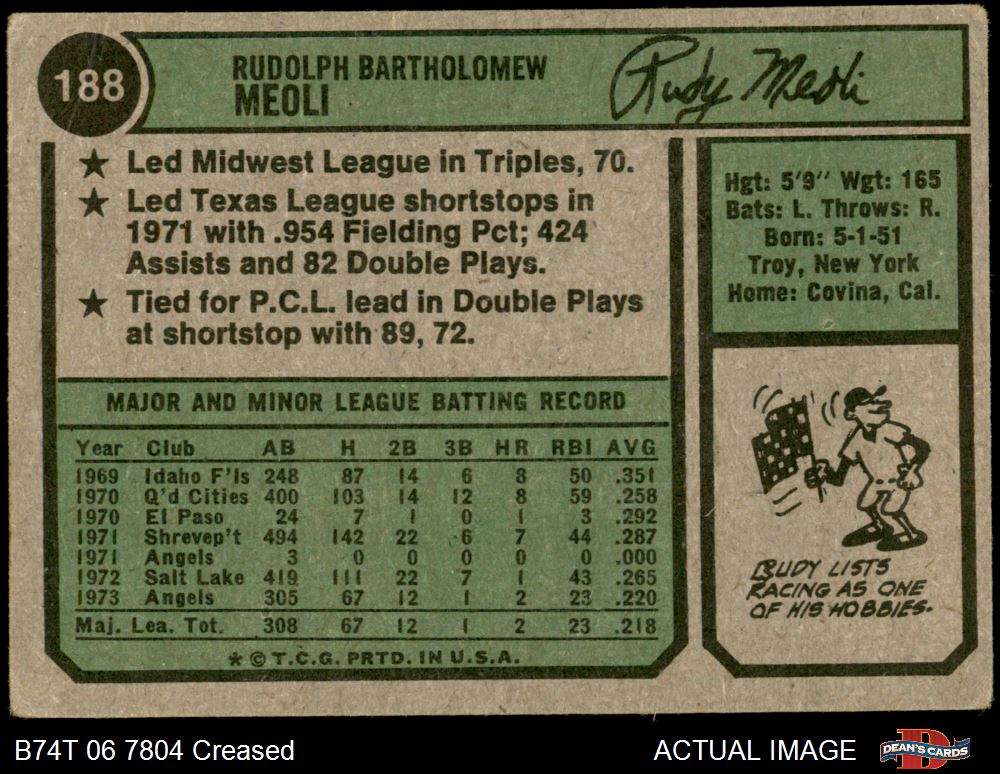 188
RUDOLPH BARTHOLOMEW
MEOLI
Rudy Meoli
★ Led Midwest League in Triples, 70.
★ Led Texas League shortstops in
1971 with .954 Fielding Pct; 424
Assists and 82 Double Plays.
★ Tied for P.C.L. lead in Double Plays
at shortstop with 89, 72.
Hgt: 5'9" Wgt: 165
Bats: L. Throws: R.
Born: 5-1-51
Troy, New York
Home: Covina, Cal.
MAJOR AND MINOR LEAGUE BATTING RECORD
Year Club AB H 2B 3B HR RBI AVG
1969 Idaho F'ls 248 87 14 6 8 50 .351
1970 Q'd Cities 400 103 14 12 8 59 .258
1970 El Paso 24 7 1 0 1 3 .292
1971 Shrevep't 494 142 22 6 7 44 .287
1971 Angels 3 0 0 0 0 0 .000
1972 Salt Lake 419 111 22 7 1 43 .265
1973 Angels 305 67 12 1 2 23 .220
Maj. Lea. Tot. 308 67 12 1 2 23 .218
* © T.C.G. PRTD. IN U.S.A.
RUDY LISTS
RACING AS ONE
OF HIS HOBBIES.
B74T 06 7804 Creased
ACTUAL IMAGE
DEAN'S CARDS